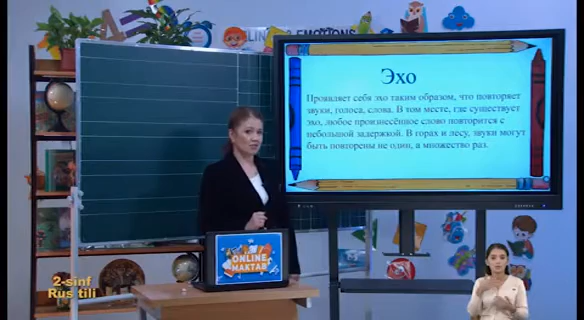 LINE
EMOTIONS
Эхо
Проявляет себя эхо таким образом, что повторяет
звуки, голоса, слова. В том месте, где существует
эхо, любое произнесённое слово повторится с
небольшой задержкой. В горах и лесу, звуки могут
быть повторены не один, а множество раз.
ONLINE
MAKTAB
2-sinf
Rus tili